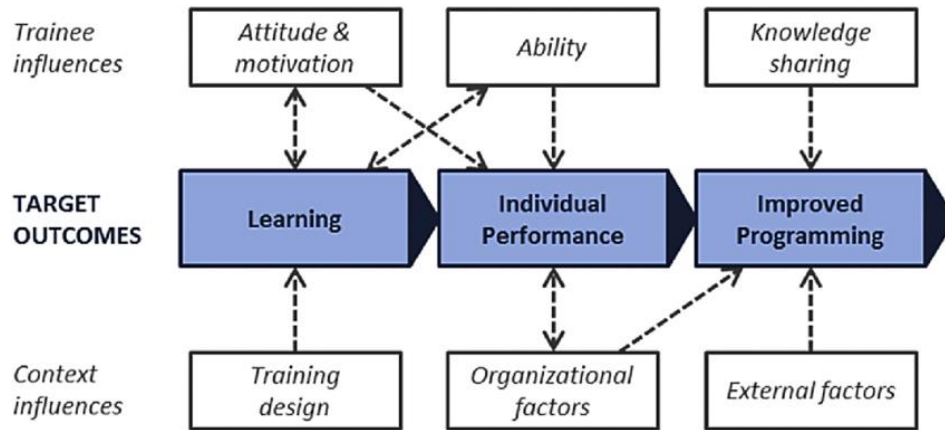 Trainee
influences
Attitude &
motivation
Ability
Knowledge
sharing
TARGET
OUTCOMES
Learning
Individual
Performance
Improved
Programming
Context
influences
Training
design
Organizational
factors
External factors